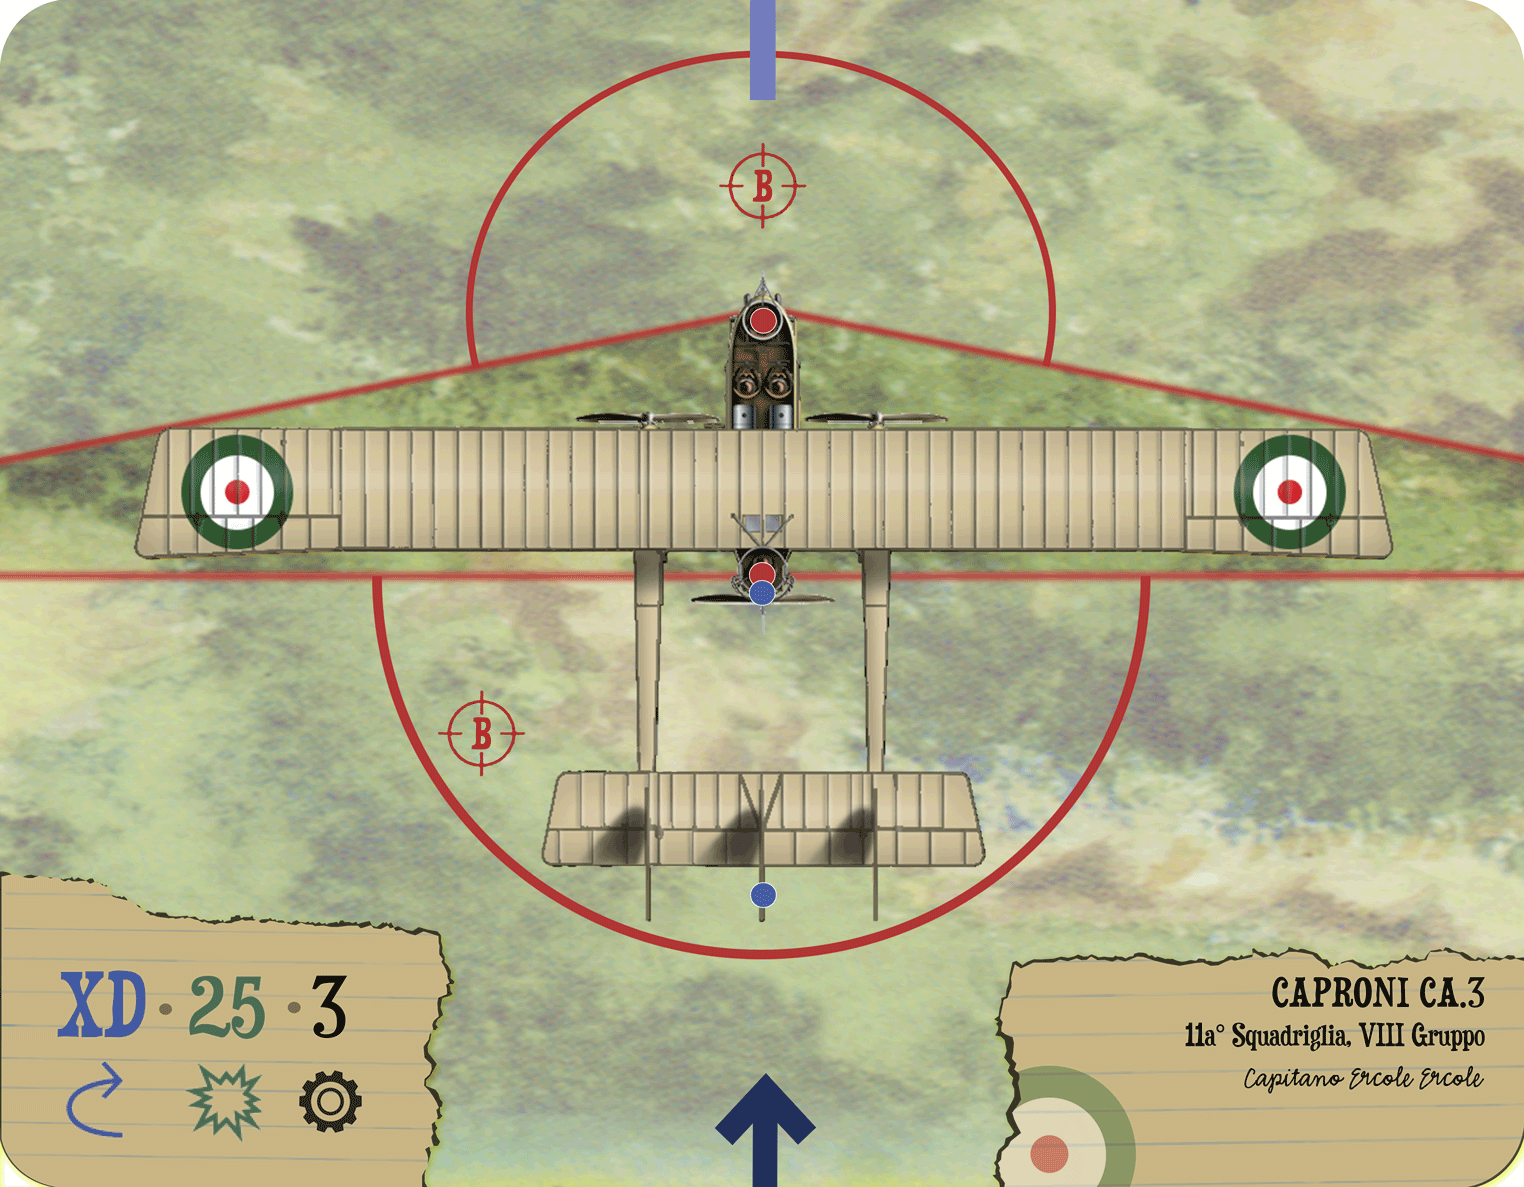 B
B
XD · 25 · 3
CAPRONI CA.3
11a° Squadriglia, VIII Gruppo
Capitano Ercole Ercole